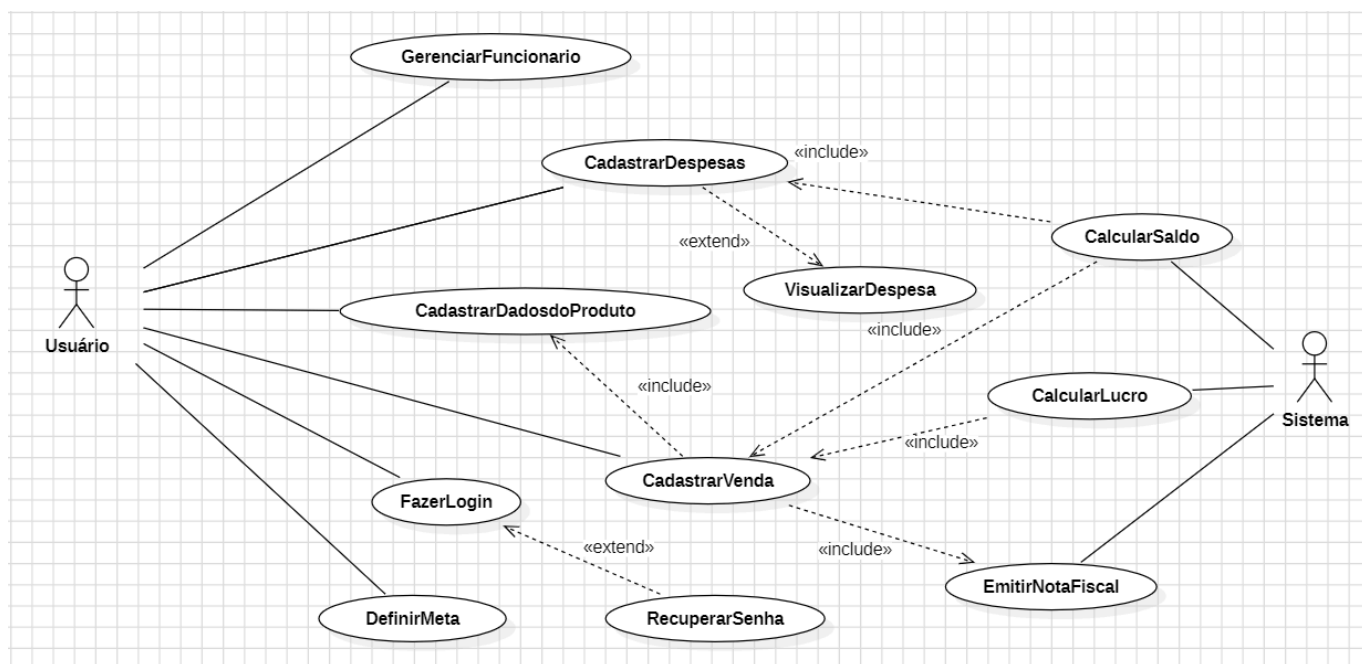 GerenciarFuncionario
CadastrarDespesas
«include»
CalcularSaldo
«extend»
VisualizarDespesa
CadastrarDadosdoProduto
«include»
Usuário
«include»
CalcularLucro
Sistema
«include»
CadastrarVenda
FazerLogin
«extend»
«include»
EmitirNotaFiscal
DefinirMeta
RecuperarSenha